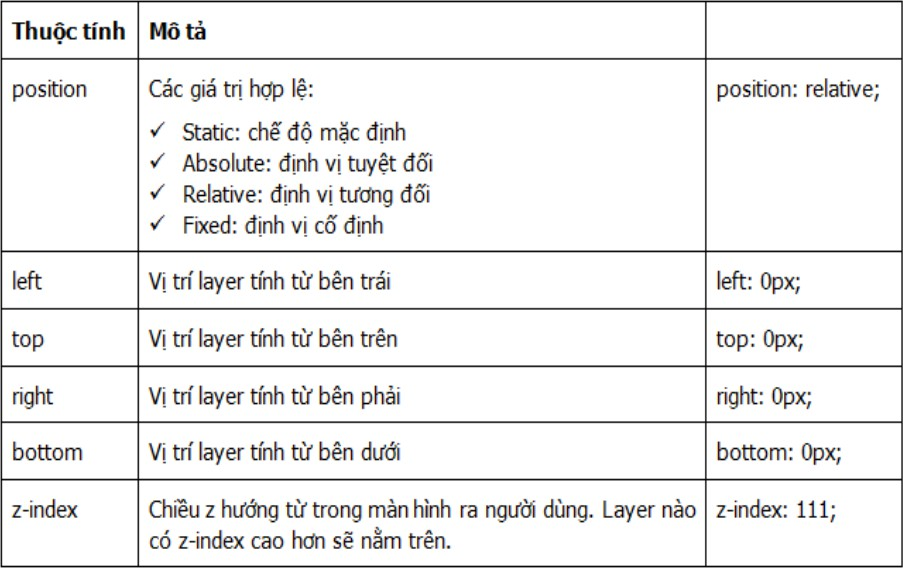 Thuộc tính Mô tả
position Các giá trị hợp lệ: position: relative;
✓ Static: chế độ mặc định
✓ Absolute: định vị tuyệt đối
✓ Relative: định vị tương đối
✓ Fixed: định vị cố định
left Vị trí layer tính từ bên trái left: 0px;
top Vị trí layer tính từ bên trên top: 0px;
right Vị trí layer tính từ bên phải right: 0px;
bottom Vị trí layer tính từ bên dưới bottom: 0px;
z-index Chiều z hướng từ trong màn hình ra người dùng. Layer nào z-index: 111;
có z-index cao hơn sẽ nằm trên.